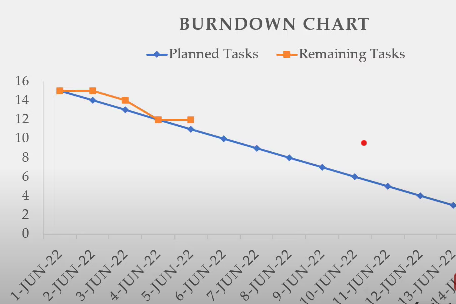 BURNDOWN CHART
Planned Tasks
Remaining Tasks
16
14
12
10
8
6
4
2
0
1-JUN-22
2-JUN-22
3-JUN-22
4-JUN-22
5-JUN-22
6-JUN-22
7-JUN-22
8-JUN-22
9-JUN-22
10-JUN-22
11-JUN-22
12-JUN-22
13-JUN-22